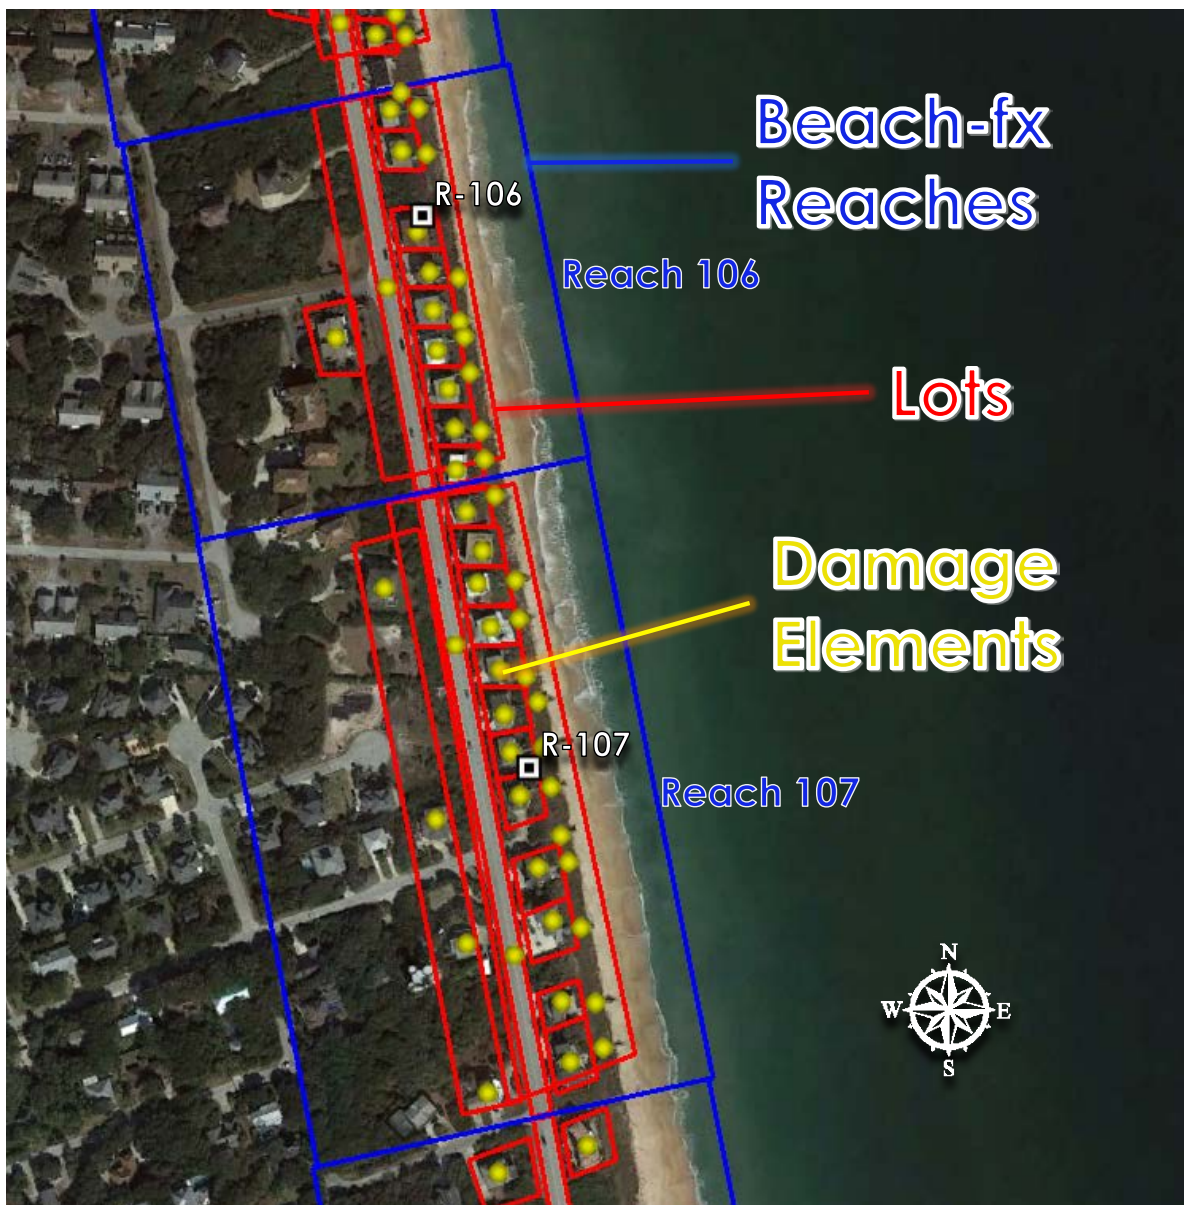 Beach-fx
Reaches
R-106
Reach 106
Lots
Damage
Elements
R-107
Reach 107
N
W
E
S